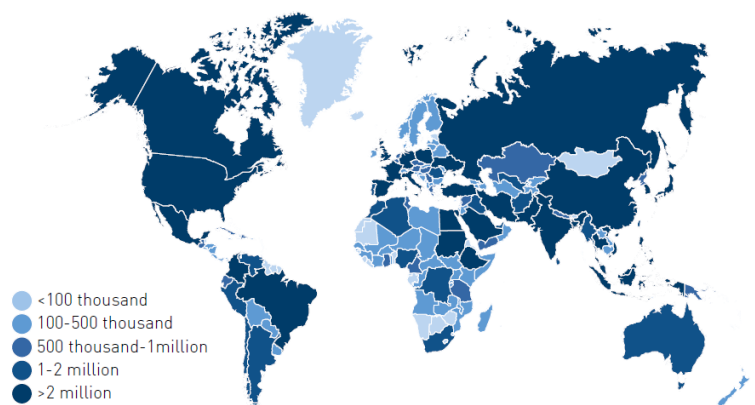 <100 thousand
100-500 thousand
500 thousand-1million
1-2 million
>2 million